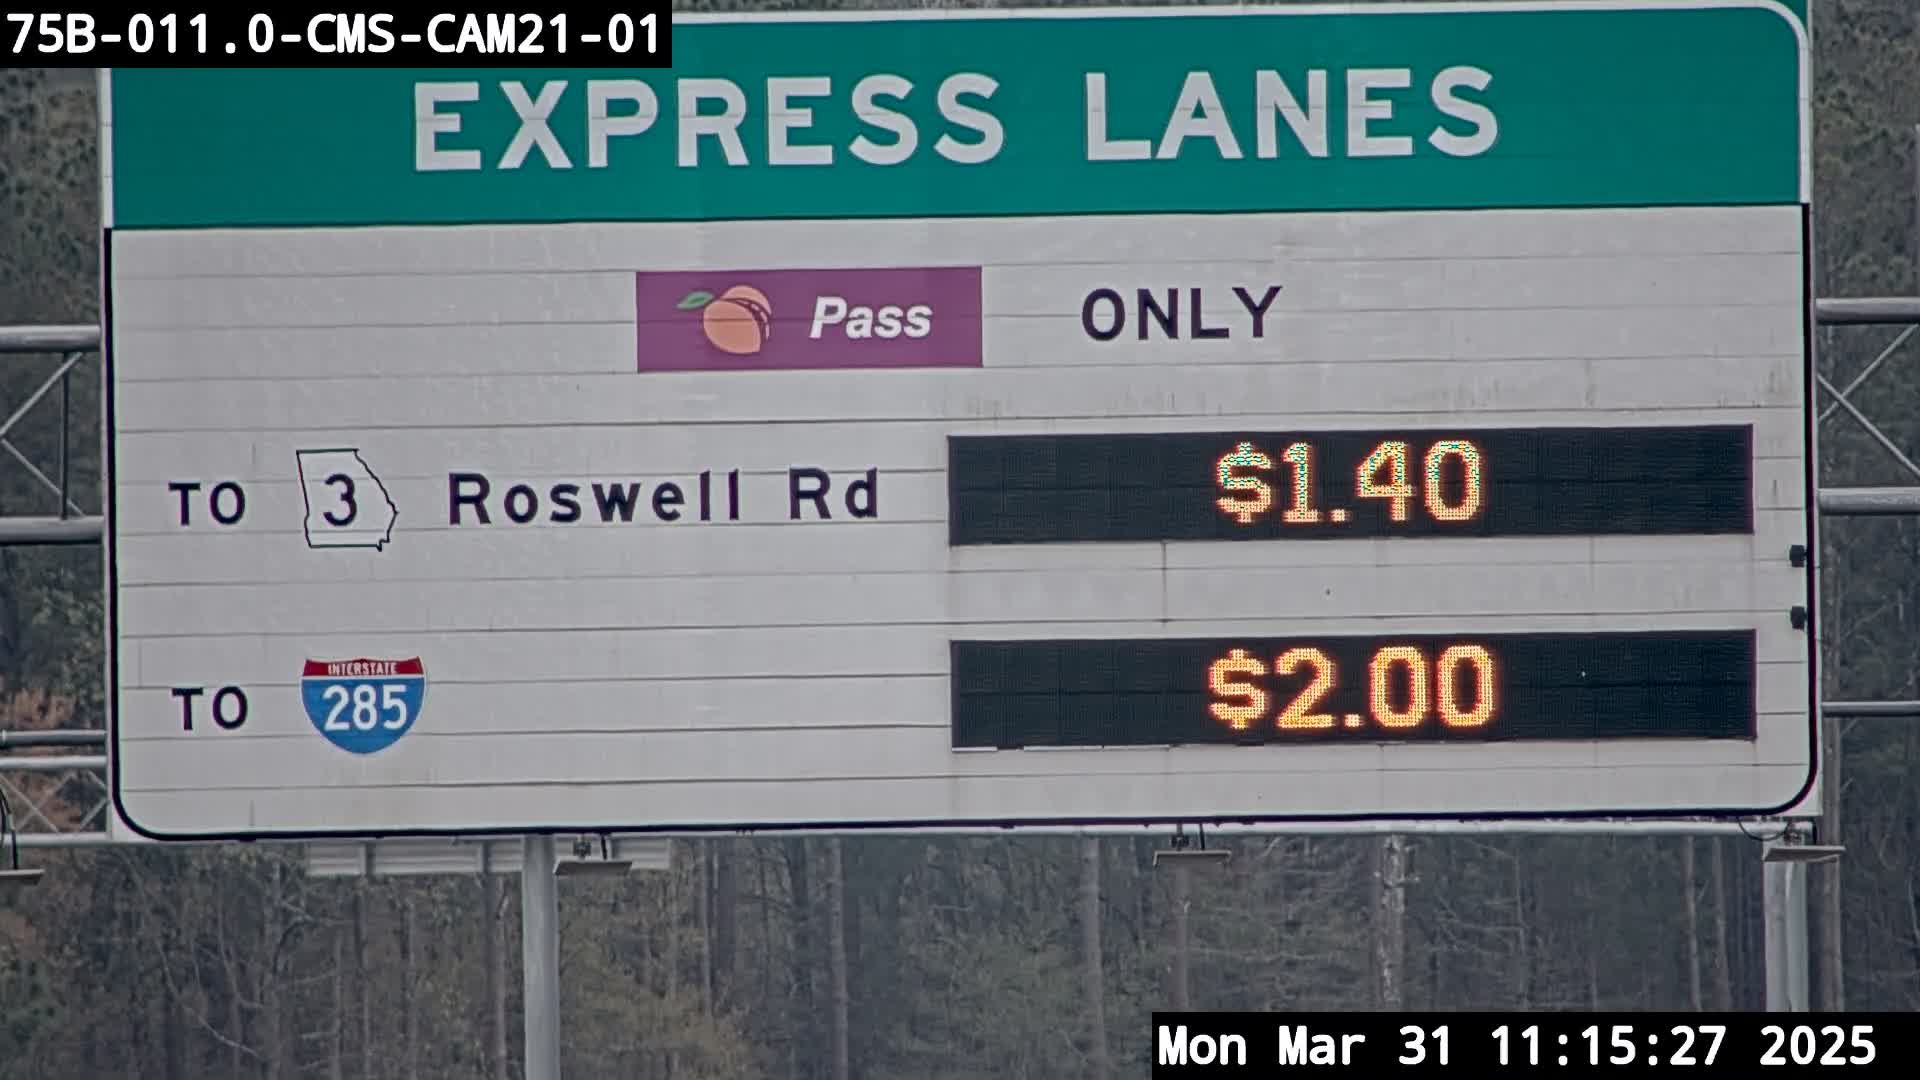 75B-011.0-CMS-CAM21-01
EXPRESS LANES
Pass ONLY
TO 3 Roswell Rd $1.40
TO INTERSTATE 285 $2.00
Mon Mar 31 11:15:27 2025